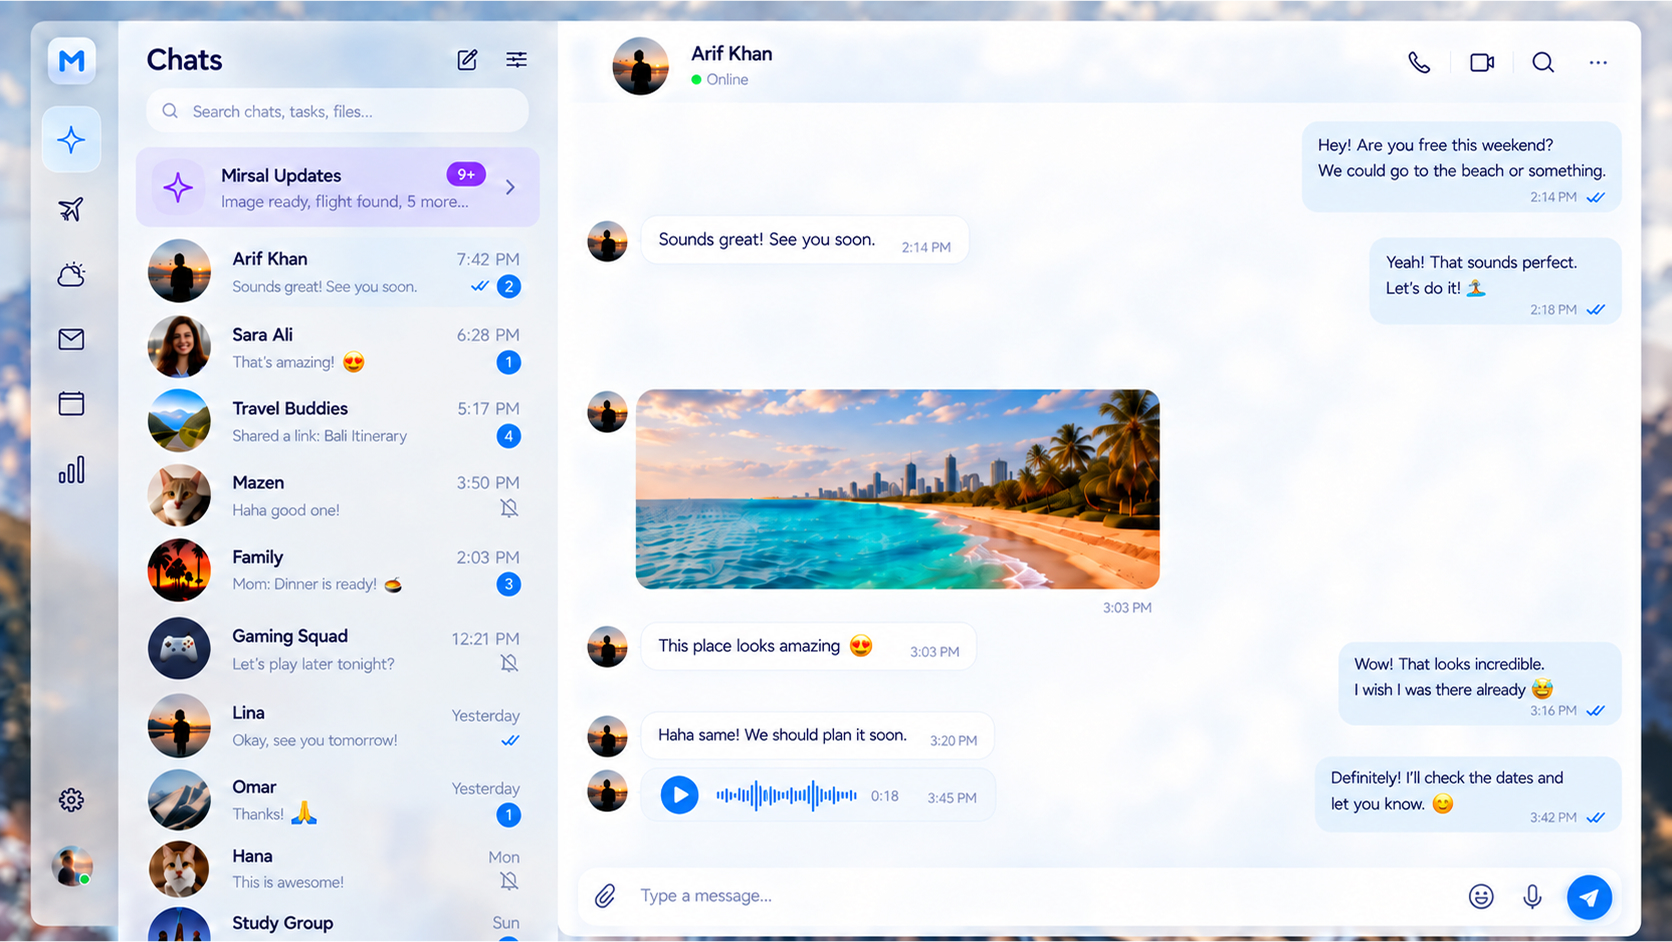 M
Chats
Search chats, tasks, files...
Mirsal Updates
9+
Image ready, flight found, 5 more...
Arif Khan
7:42 PM
Sounds great! See you soon.
2
Sara Ali
6:28 PM
That's amazing! 😍
1
Travel Buddies
5:17 PM
Shared a link: Bali Itinerary
4
Mazen
3:50 PM
Haha good one!
Family
2:03 PM
Mom: Dinner is ready! 🍲
3
Gaming Squad
12:21 PM
Let's play later tonight?
Lina
Yesterday
Okay, see you tomorrow!
Omar
Yesterday
Thanks! 🙏
1
Hana
Mon
This is awesome!
Study Group
Sun
Arif Khan
Online
Hey! Are you free this weekend?
We could go to the beach or something.
2:14 PM
Sounds great! See you soon.
2:14 PM
Yeah! That sounds perfect.
Let's do it! 🏝️
2:18 PM
3:03 PM
This place looks amazing 😍
3:03 PM
Wow! That looks incredible.
I wish I was there already 😅
3:16 PM
Haha same! We should plan it soon.
3:20 PM
Definitely! I'll check the dates and
let you know. 😊
3:42 PM
0:18
3:45 PM
Type a message...